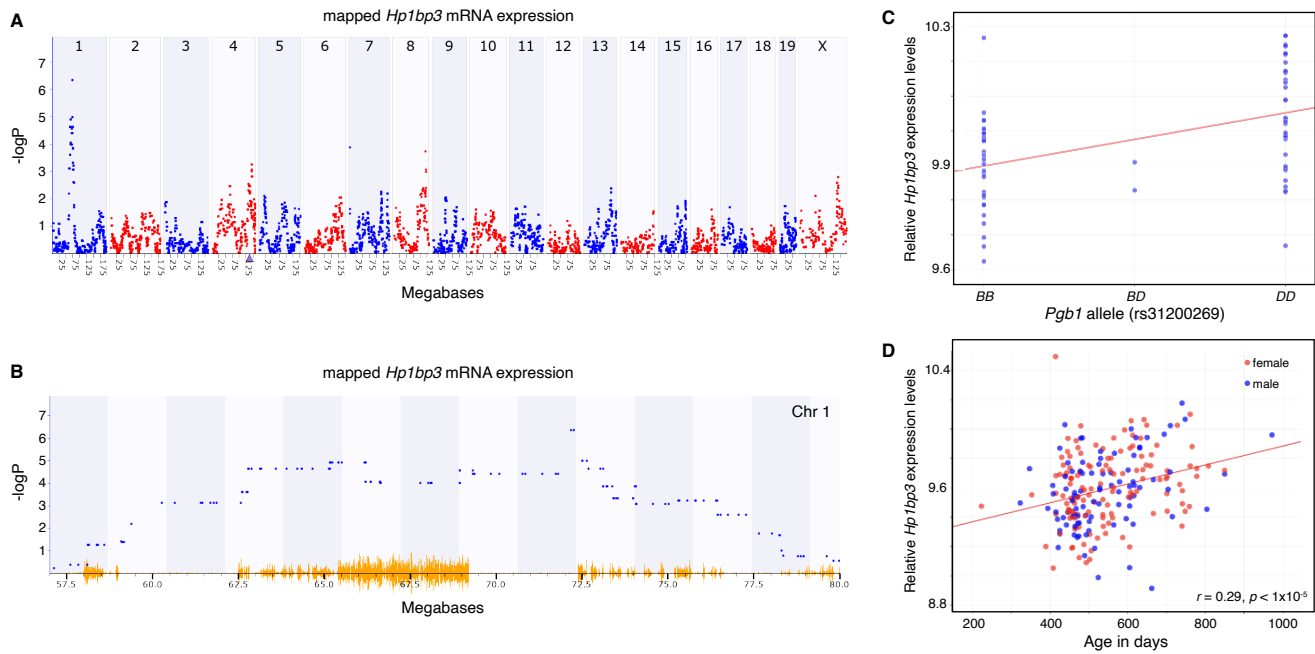 A
mapped Hp1bp3 mRNA expression
1 2 3 4 5 6 7 8 9 10 11 12 13 14 15 16 17 18 19 X
7
6
5
4
3
2
1
-logP
25 75 125 175
Megabases
B
mapped Hp1bp3 mRNA expression
Chr 1
7
6
5
4
3
2
1
-logP
57.5 60.0 62.5 65.0 67.5 70.0 72.5 75.0 77.5 80.0
Megabases
C
10.3
9.9
9.6
Relative Hp1bp3 expression levels
BB BD DD
Pgb1 allele (rs31200269)
D
10.4
9.6
8.8
Relative Hp1bp3 expression levels
female
male
r = 0.29, p < 1x10⁻⁵
200 400 600 800 1000
Age in days